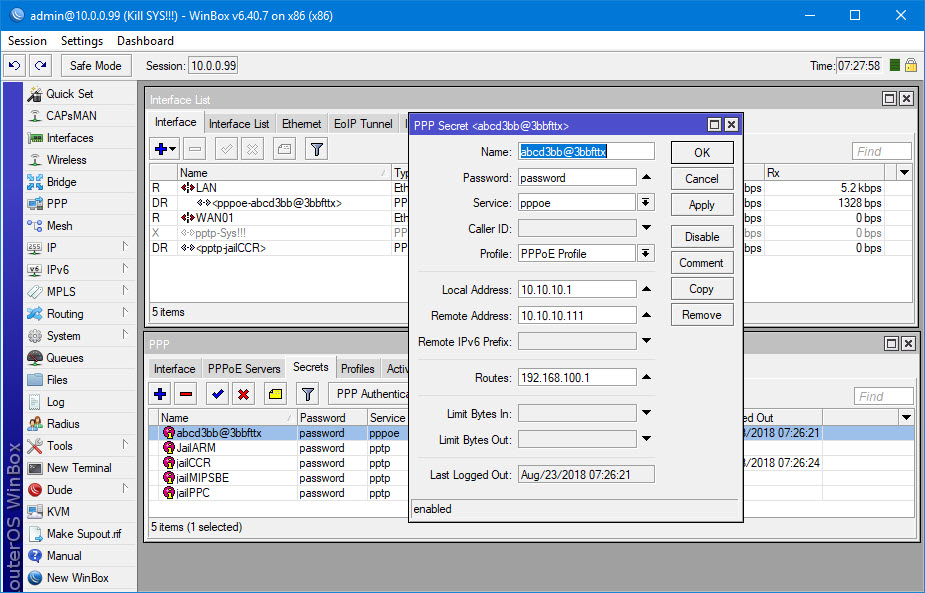 admin@10.0.0.99 (Kill SYS!!!) - WinBox v6.40.7 on x86 (x86)
Session Settings Dashboard
Safe Mode Session: 10.0.0.99 Time: 07:27:58
Quick Set
CAPsMAN
Interfaces
Wireless
Bridge
PPP
Mesh
IP
IPv6
MPLS
Routing
System
Queues
Files
Log
Radius
Tools
New Terminal
Dude
KVM
Make Supout.rif
Manual
New WinBox
outerOS WinBox
Interface List
Interface Interface List Ethernet EoIP Tunnel
Find
Name Rx
R LAN Eth bps 5.2 kbps
DR <pppoe-abcd3bb@3bbfttx> PP bps 1328 bps
R WAN01 Eth bps 0 bps
X pptp-Sys!!! PP bps 0 bps
DR <pptp-jailCCR> PP bps 0 bps
5 items
PPP
Interface PPPoE Servers Secrets Profiles Activ
PPP Authentica Find
Name Password Service ed Out
abcd3bb@3bbfttx password pppoe 3/2018 07:26:21
JailARM password pptp
jailCCR password pptp 3/2018 07:26:24
jailMIPSBE password pptp
jailPPC password pptp
5 items (1 selected)
PPP Secret <abcd3bb@3bbfttx>
Name: abcd3bb@3bbfttx
Password: password
Service: pppoe
Caller ID:
Profile: PPPoE Profile
Local Address: 10.10.10.1
Remote Address: 10.10.10.111
Remote IPv6 Prefix:
Routes: 192.168.100.1
Limit Bytes In:
Limit Bytes Out:
Last Logged Out: Aug/23/2018 07:26:21
enabled
OK
Cancel
Apply
Disable
Comment
Copy
Remove